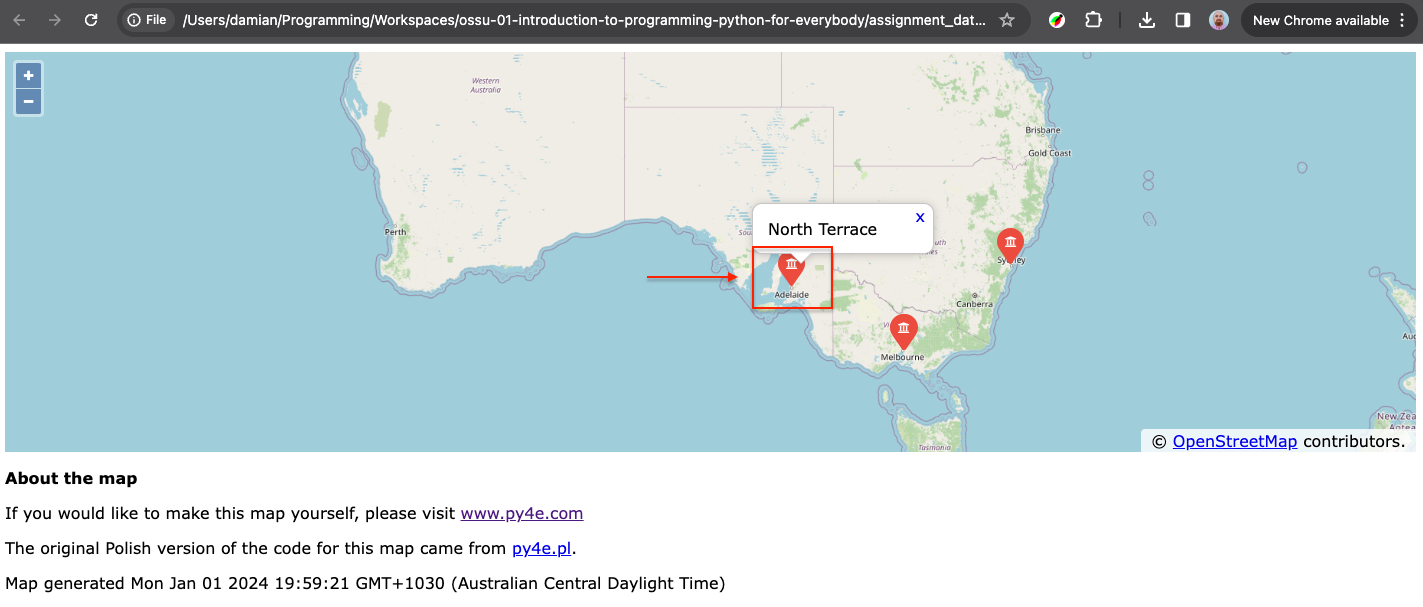 File
/Users/damian/Programming/Workspaces/ossu-01-introduction-to-programming-python-for-everybody/assignment_dat...
New Chrome available
+
−
Western
Australia
Brisbane
Gold Coast
Perth
x
North Terrace
Sydney
Adelaide
Canberra
Melbourne
Tasmania
© OpenStreetMap contributors.
About the map
If you would like to make this map yourself, please visit www.py4e.com
The original Polish version of the code for this map came from py4e.pl.
Map generated Mon Jan 01 2024 19:59:21 GMT+1030 (Australian Central Daylight Time)